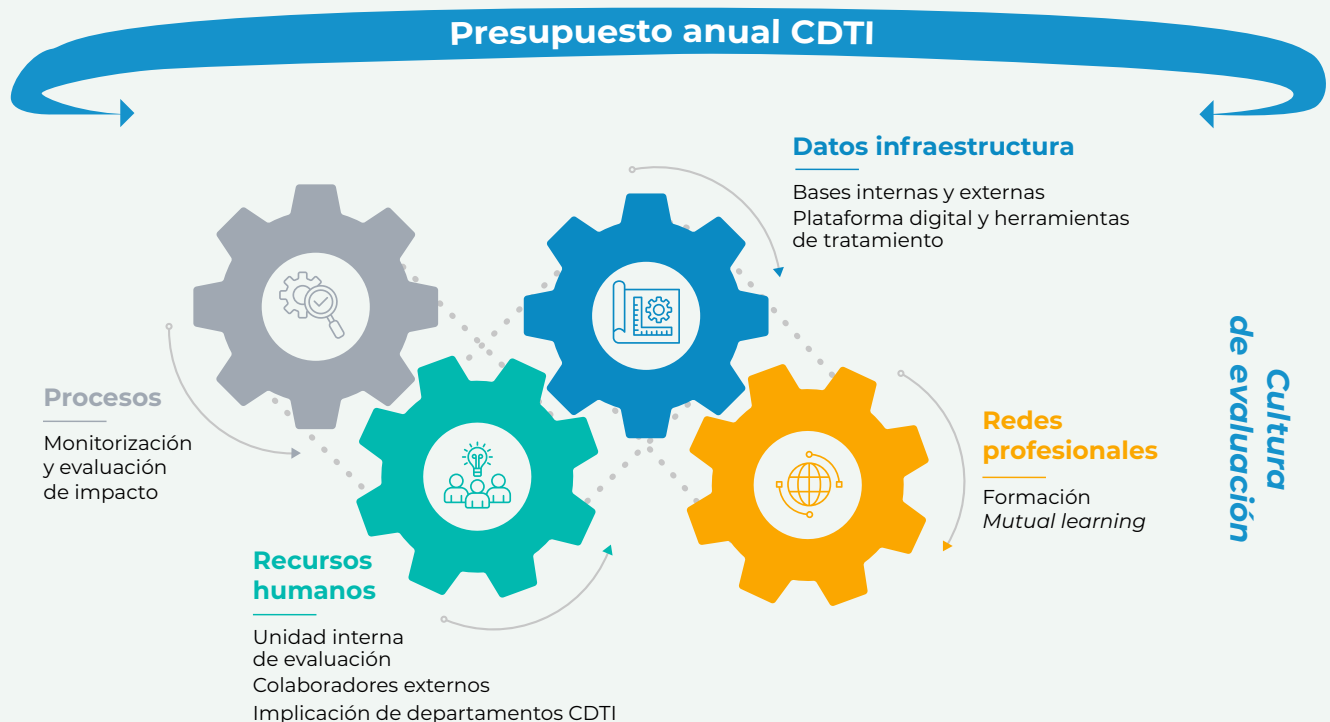 Presupuesto anual CDTI
Datos infraestructura
Bases internas y externas
Plataforma digital y herramientas
de tratamiento
Procesos
Monitorización
y evaluación
de impacto
Recursos
humanos
Unidad interna
de evaluación
Colaboradores externos
Implicación de departamentos CDTI
Redes
profesionales
Formación
Mutual learning
Cultura
de evaluación